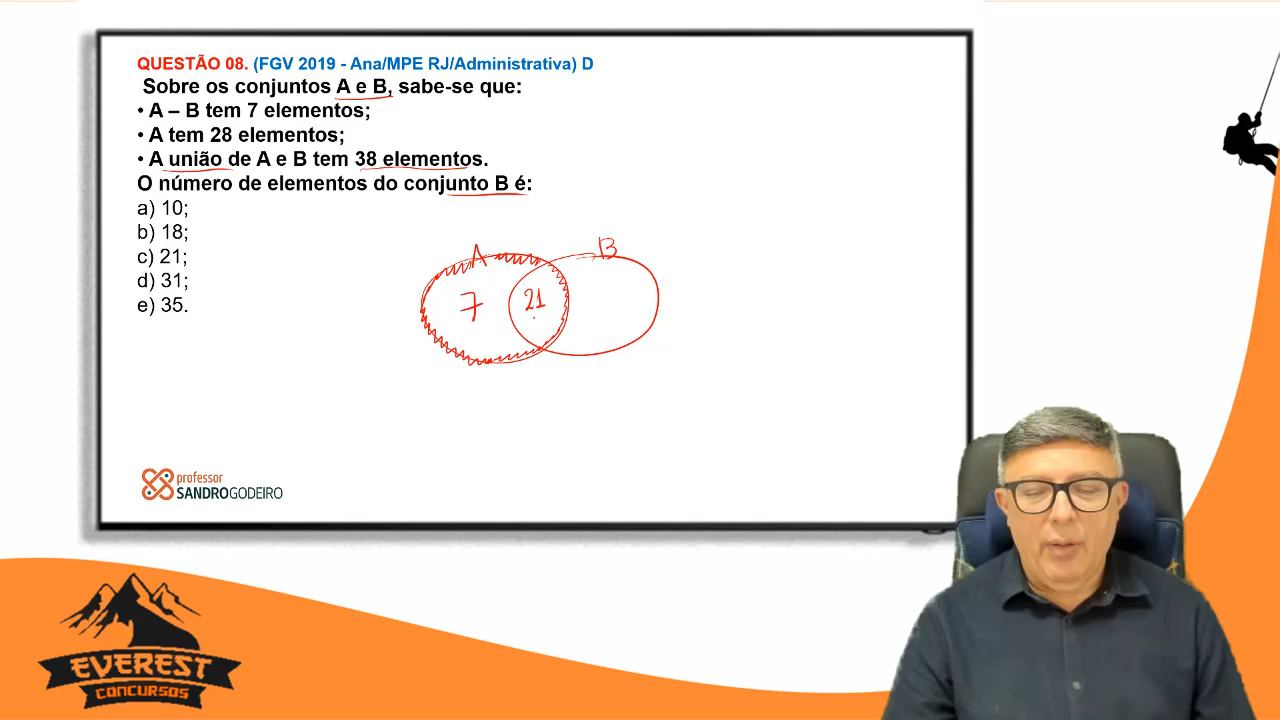 QUESTÃO 08. (FGV 2019 - Ana/MPE RJ/Administrativa) D
Sobre os conjuntos A e B, sabe-se que:
• A – B tem 7 elementos;
• A tem 28 elementos;
• A união de A e B tem 38 elementos.
O número de elementos do conjunto B é:
a) 10;
b) 18;
c) 21;
d) 31;
e) 35.
A B
7 21
professor
SANDROGODEIRO
EVEREST
CONCURSOS